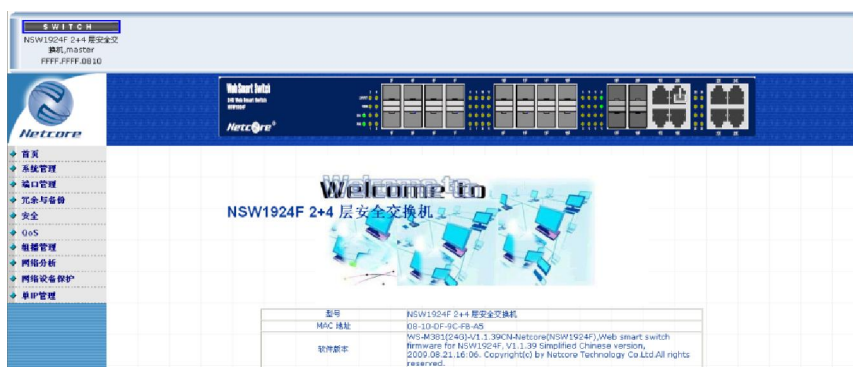 SWITCH
NSW1924F 2+4 层安全交
换机,master
FFFF.FFFF.0810
Web Smart Switch
Netcore
Netcore
首页
系统管理
端口管理
冗余与备份
安全
QoS
组播管理
网络分析
网络设备保护
单IP管理
Welcome to
NSW1924F 2+4 层安全交换机
型号
NSW1924F 2+4 层安全交换机
MAC 地址
08-10-DF-9C-FB-A5
软件版本
WS-M381(24G)-V1.1.39CN-Netcore(NSW1924F),Web smart switch
firmware for NSW1924F, V1.1.39 Simplified Chinese version,
2009.08.21.16:06. Copyright(c) by Netcore Technology Co.Ltd.All rights
reserved.